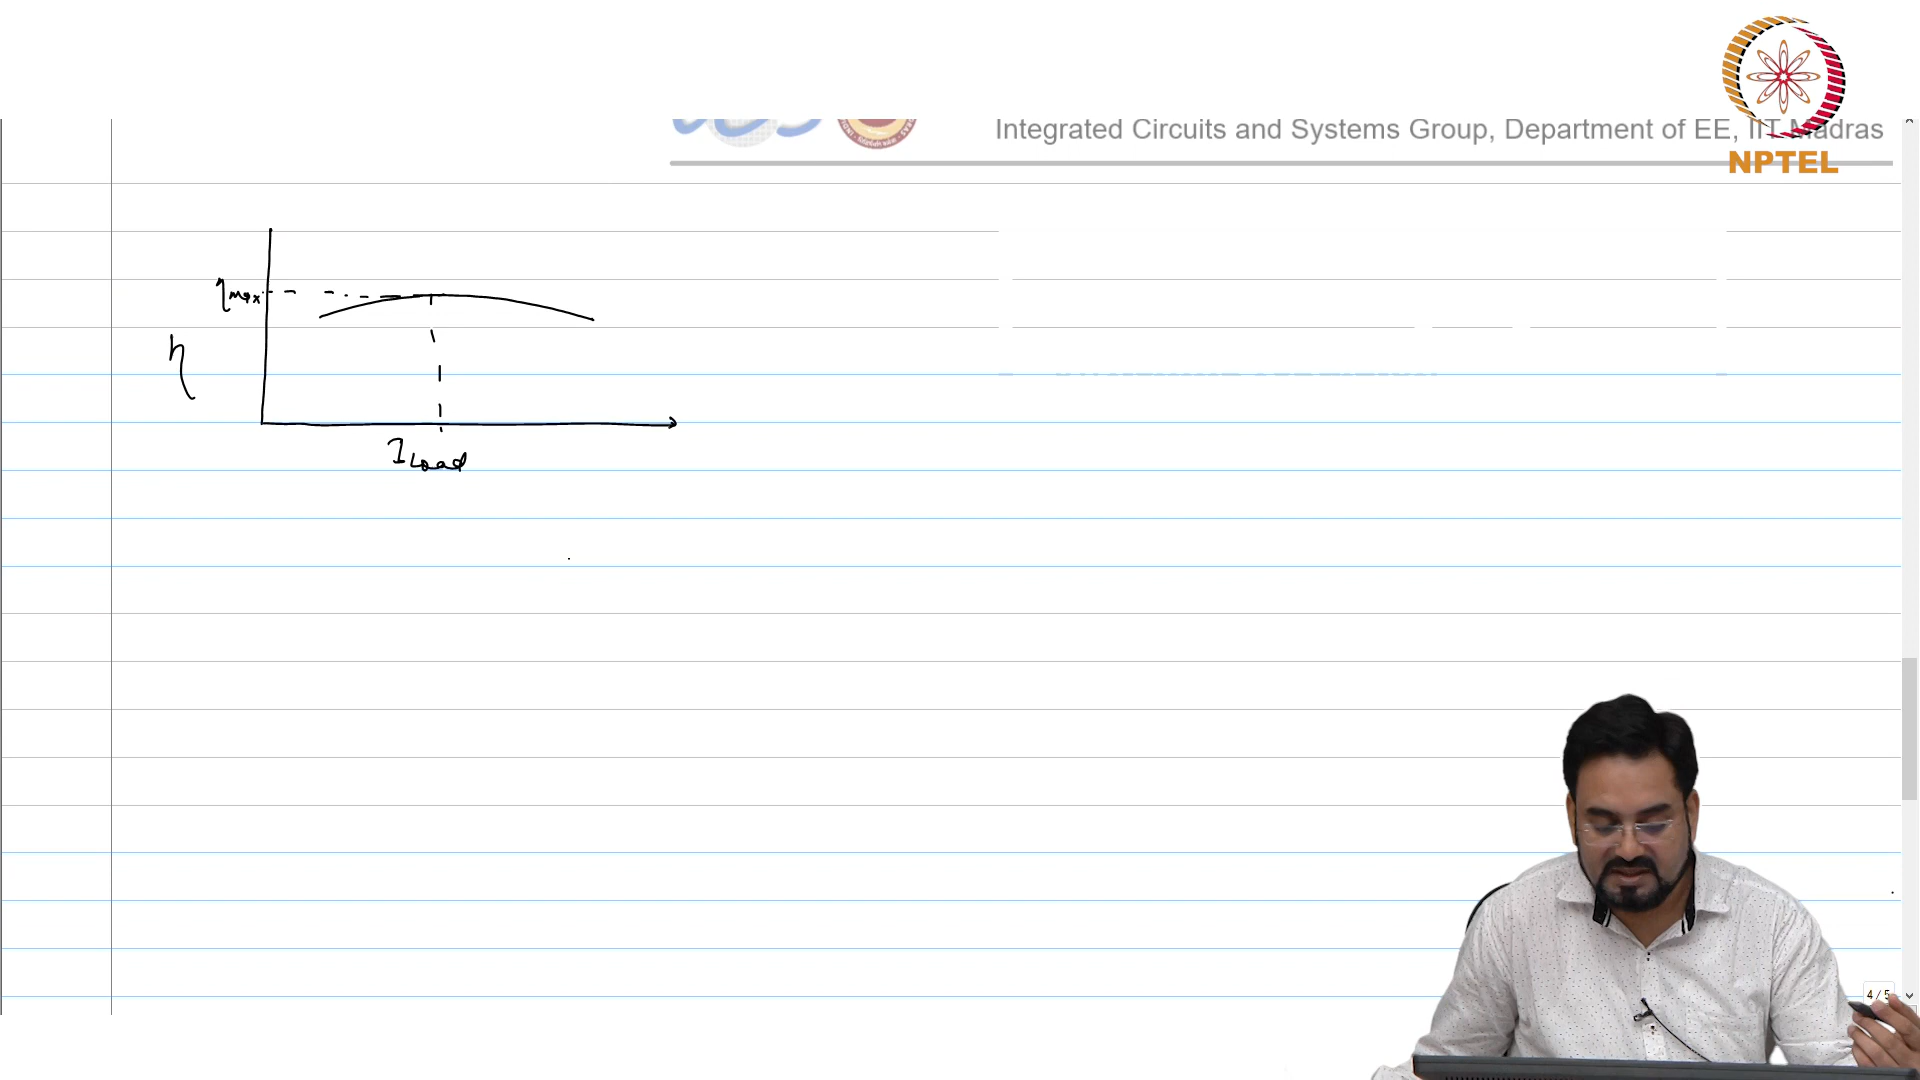 Integrated Circuits and Systems Group, Department of EE, IIT Madras
NPTEL
ηmax
η
ILoad
4 / 5